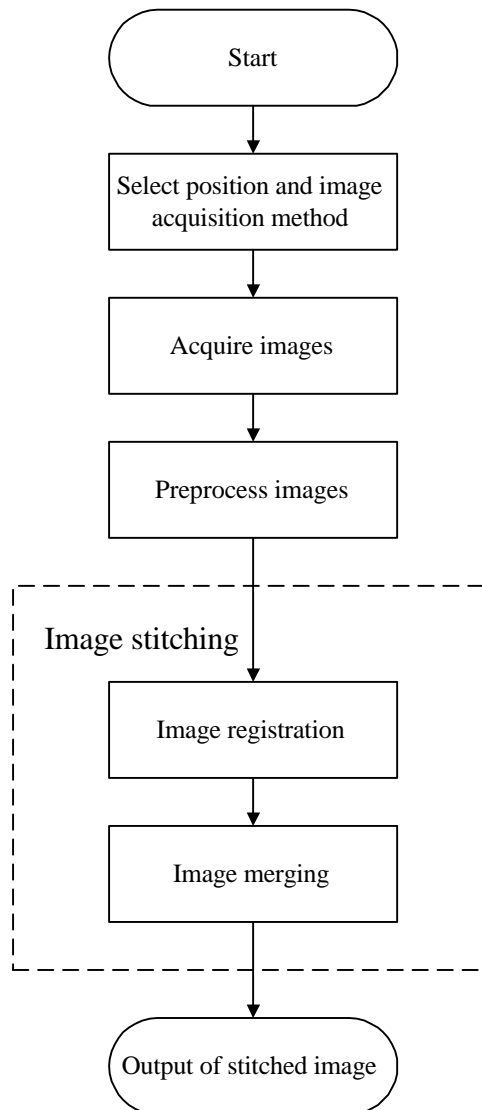 Start
Select position and image
acquisition method
Acquire images
Preprocess images
Image stitching
Image registration
Image merging
Output of stitched image